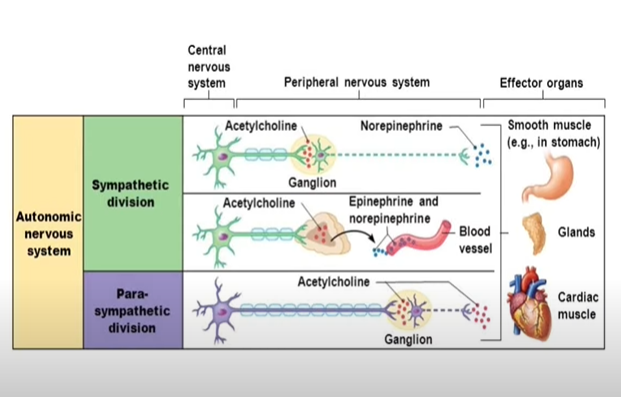 Central
nervous
system
Peripheral nervous system
Effector organs
Autonomic
nervous
system
Sympathetic
division
Acetylcholine
Norepinephrine
Ganglion
Acetylcholine
Epinephrine and
norepinephrine
Blood
vessel
Para-
sympathetic
division
Acetylcholine
Ganglion
Smooth muscle
(e.g., in stomach)
Glands
Cardiac
muscle